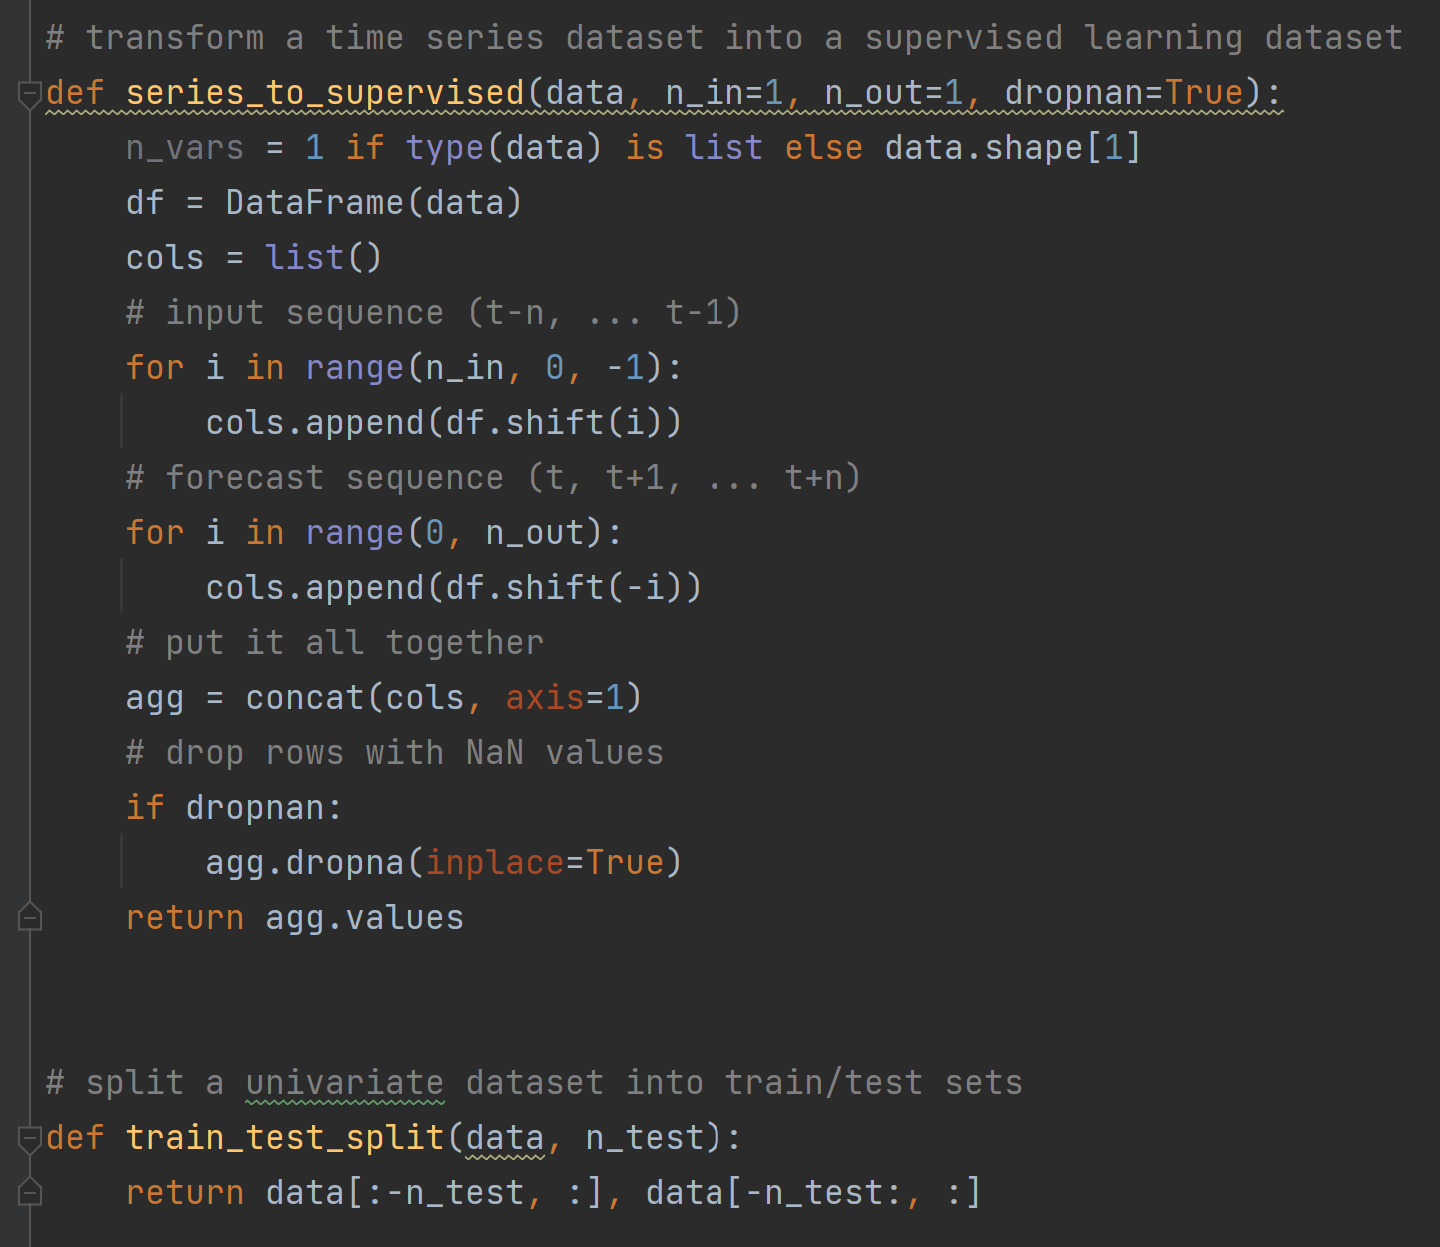 # transform a time series dataset into a supervised learning dataset
def series_to_supervised(data, n_in=1, n_out=1, dropnan=True):
    n_vars = 1 if type(data) is list else data.shape[1]
    df = DataFrame(data)
    cols = list()
    # input sequence (t-n, ... t-1)
    for i in range(n_in, 0, -1):
        cols.append(df.shift(i))
    # forecast sequence (t, t+1, ... t+n)
    for i in range(0, n_out):
        cols.append(df.shift(-i))
    # put it all together
    agg = concat(cols, axis=1)
    # drop rows with NaN values
    if dropnan:
        agg.dropna(inplace=True)
    return agg.values
# split a univariate dataset into train/test sets
def train_test_split(data, n_test):
    return data[:-n_test, :], data[-n_test:, :]